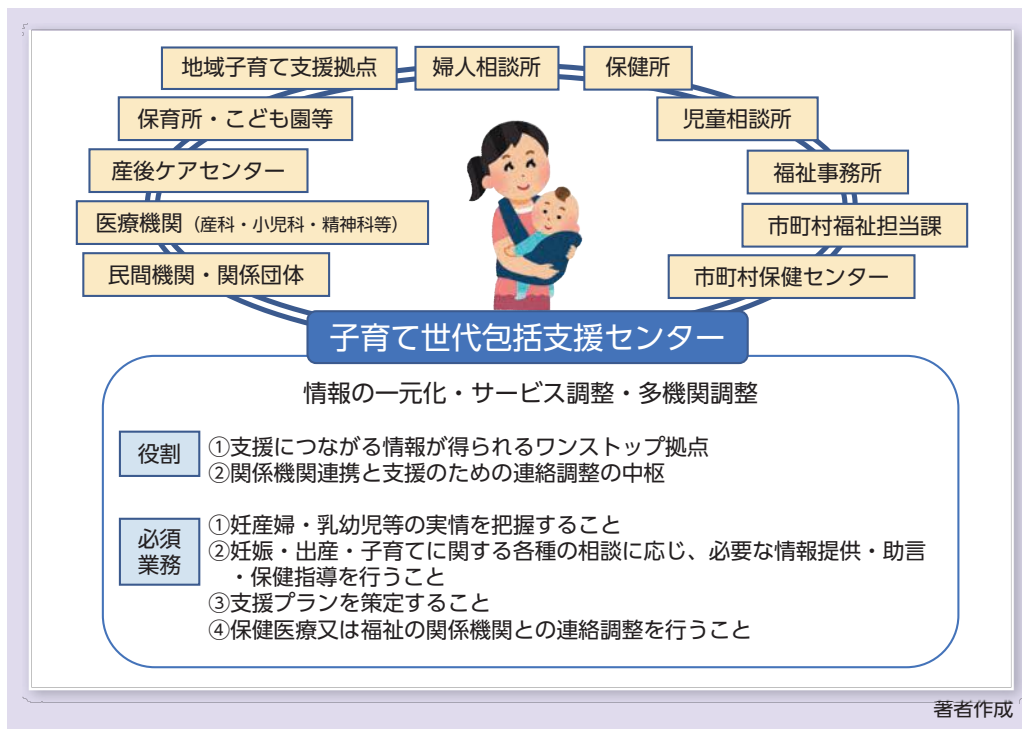 地域子育て支援拠点
婦人相談所
保健所
保育所・こども園等
児童相談所
産後ケアセンター
福祉事務所
医療機関（産科・小児科・精神科等）
市町村福祉担当課
民間機関・関係団体
市町村保健センター
子育て世代包括支援センター
情報の一元化・サービス調整・多機関調整
役割
①支援につながる情報が得られるワンストップ拠点
②関係機関連携と支援のための連絡調整の中枢
必須
業務
①妊産婦・乳幼児等の実情を把握すること
②妊娠・出産・子育てに関する各種の相談に応じ、必要な情報提供・助言
・保健指導を行うこと
③支援プランを策定すること
④保健医療又は福祉の関係機関との連絡調整を行うこと
著者作成